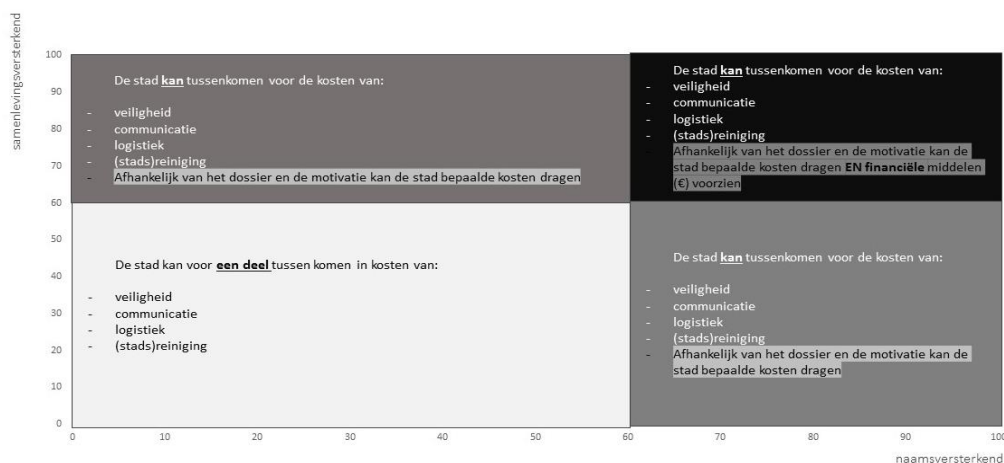 samenlevingsversterkend
100
90
80
70
60
50
40
30
20
10
0
De stad kan tussenkomen voor de kosten van:
- veiligheid
- communicatie
- logistiek
- (stads)reiniging
- Afhankelijk van het dossier en de motivatie kan de stad bepaalde kosten dragen
De stad kan tussenkomen voor de kosten van:
- veiligheid
- communicatie
- logistiek
- (stads)reiniging
- Afhankelijk van het dossier en de motivatie kan de
stad bepaalde kosten dragen EN financiële middelen
(€) voorzien
De stad kan voor een deel tussen komen in kosten van:
- veiligheid
- communicatie
- logistiek
- (stads)reiniging
De stad kan tussenkomen voor de kosten van:
- veiligheid
- communicatie
- logistiek
- (stads)reiniging
- Afhankelijk van het dossier en de motivatie kan de
stad bepaalde kosten dragen
0 10 20 30 40 50 60 70 80 90 100
naamsversterkend